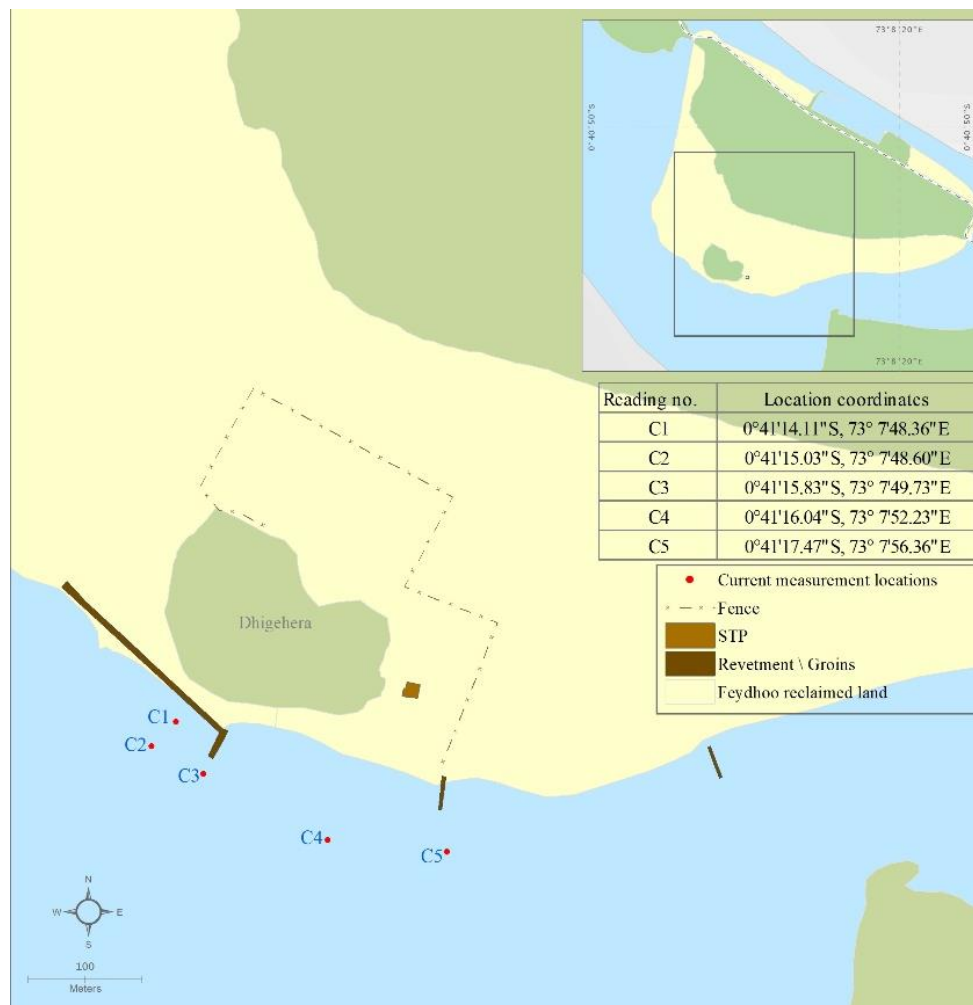 73°8'20"E
0°40'50"S
0°40'50"S
73°8'20"E
Reading no. Location coordinates
C1 0°41'14.11"S, 73° 7'48.36"E
C2 0°41'15.03"S, 73° 7'48.60"E
C3 0°41'15.83"S, 73° 7'49.73"E
C4 0°41'16.04"S, 73° 7'52.23"E
C5 0°41'17.47"S, 73° 7'56.36"E
Current measurement locations
Fence
STP
Revetment \ Groins
Feydhoo reclaimed land
Dhigehera
C1
C2
C3
C4
C5
N
W E
S
100
Meters